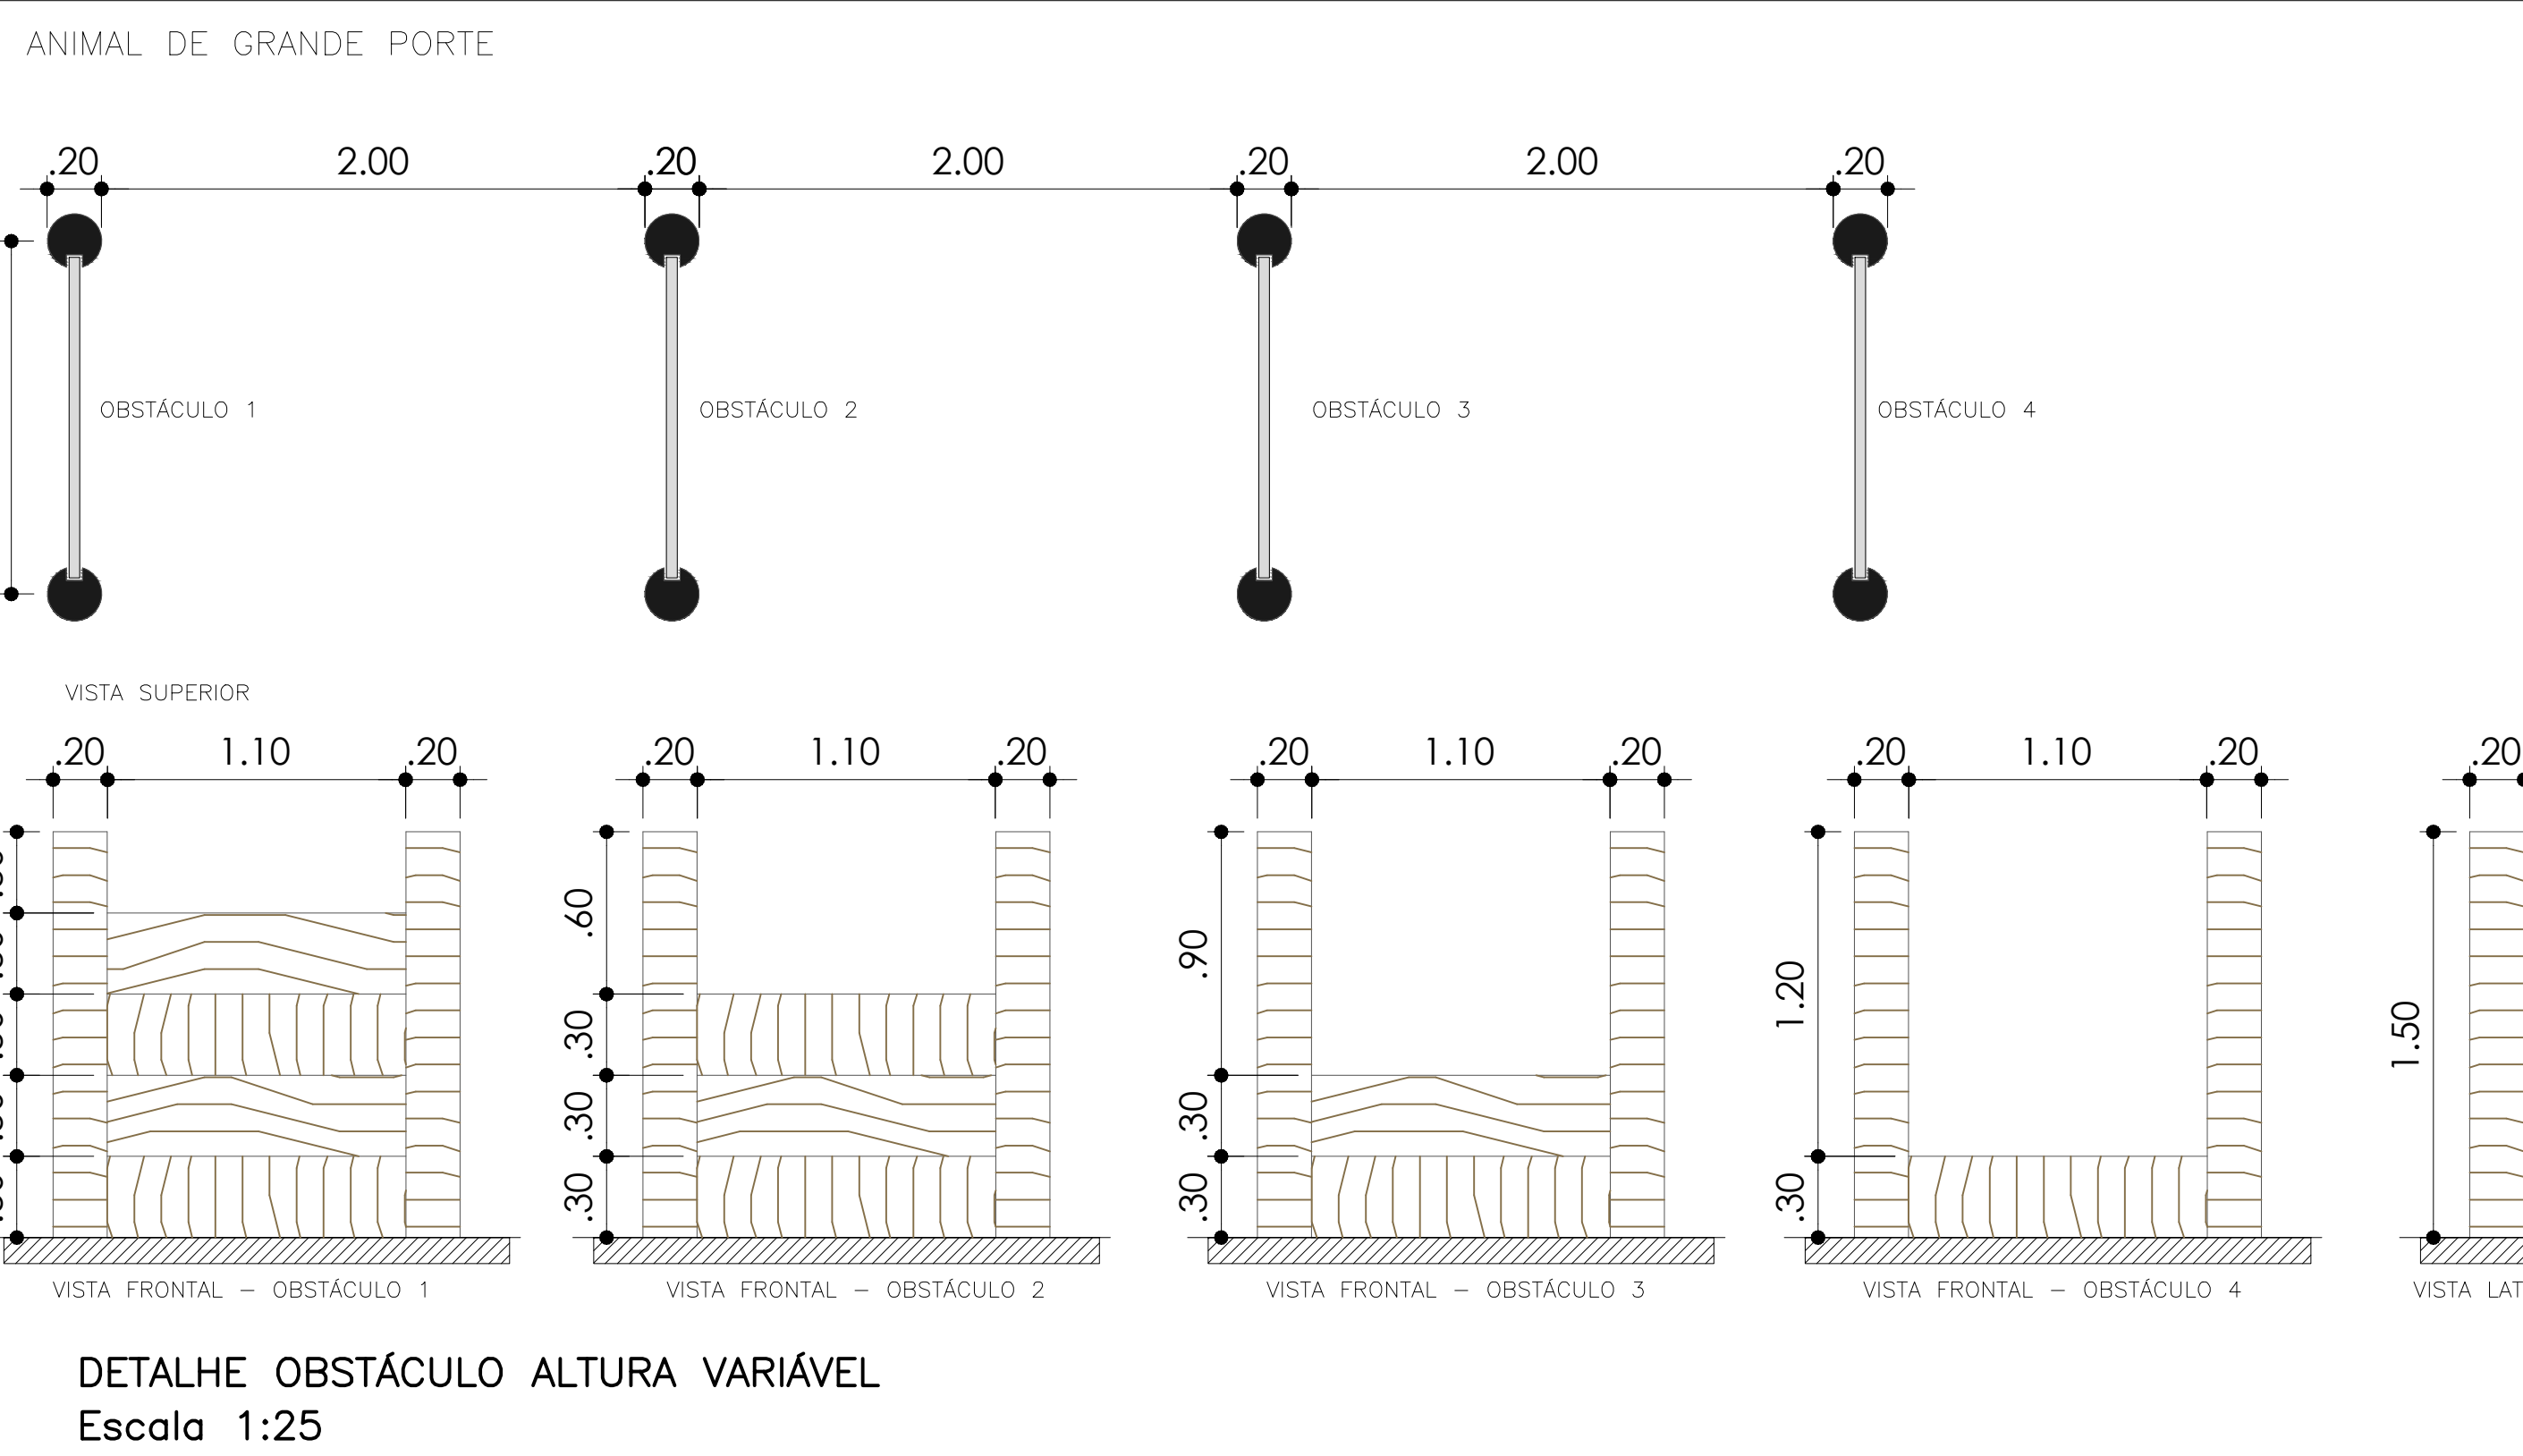 ANIMAL DE GRANDE PORTE
.20 2.00 .20 2.00 .20 2.00 .20
OBSTÁCULO 1 OBSTÁCULO 2 OBSTÁCULO 3 OBSTÁCULO 4
VISTA SUPERIOR
.20 1.10 .20 .20 1.10 .20 .20 1.10 .20 .20 1.10 .20 .20
.60 .30 .30 .30
.90 .30 .30
1.20 .30
1.50
VISTA FRONTAL – OBSTÁCULO 1 VISTA FRONTAL – OBSTÁCULO 2 VISTA FRONTAL – OBSTÁCULO 3 VISTA FRONTAL – OBSTÁCULO 4 VISTA LAT
DETALHE OBSTÁCULO ALTURA VARIÁVEL
Escala 1:25